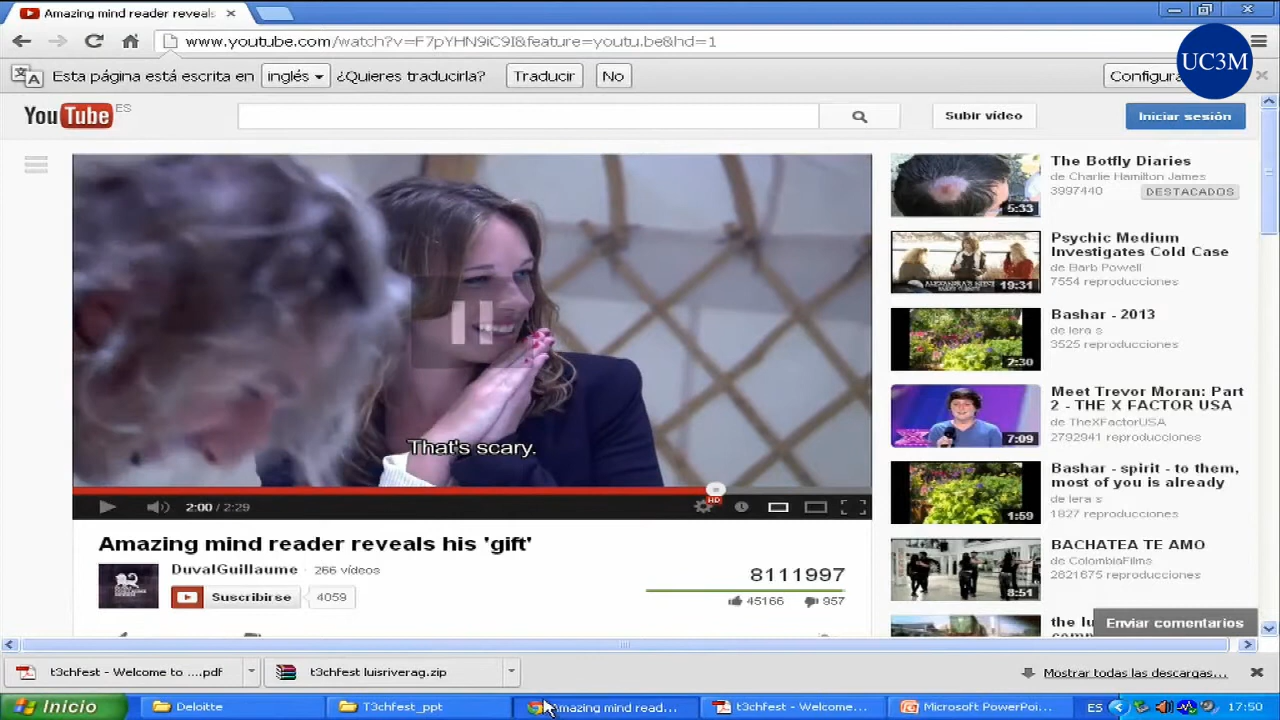 Amazing mind reader reveals
www.youtube.com/watch?v=F7pYHN9iC9I&feature=youtu.be&hd=1
UC3M
Esta página está escrita en inglés ¿Quieres traducirla? Traducir No
YouTube ES
Subir vídeo
Iniciar sesión
That's scary.
HD
2:00 / 2:29
Amazing mind reader reveals his 'gift'
DuvalGuillaume · 266 vídeos
Suscribirse 4059
8111997
45166 957
The Botfly Diaries
de Charlie Hamilton James
3997440 DESTACADOS
5:33
Psychic Medium
Investigates Cold Case
de Barb Powell
7554 reproducciones
19:31
Bashar - 2013
de lera s
3525 reproducciones
2:30
Meet Trevor Moran: Part
2 - THE X FACTOR USA
de TheXFactorUSA
2792941 reproducciones
7:09
Bashar - spirit - to them,
most of you is already
de lera s
1827 reproducciones
1:59
BACHATEA TE AMO
de ColombiaFilms
2821675 reproducciones
8:51
Enviar comentarios
t3chfest - Welcome to ....pdf
t3chfest luisriverag.zip
Mostrar todas las descargas...
Inicio
Deloitte
T3chfest_ppt
Amazing mind read...
t3chfest - Welcome...
Microsoft PowerPoi...
ES
17:50